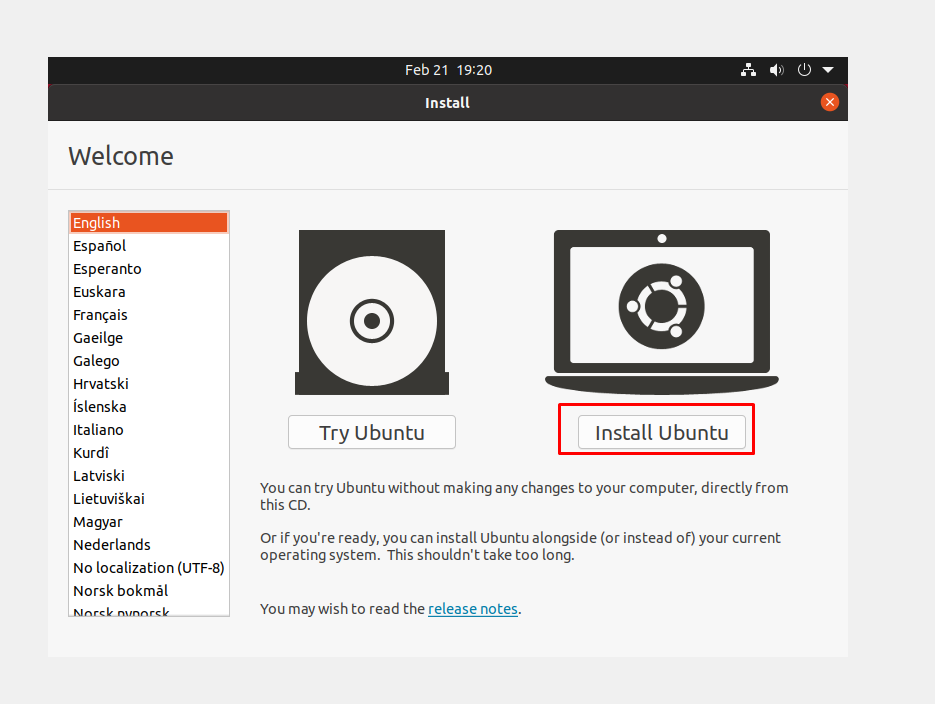 Feb 21 19:20
Install
Welcome
English
Español
Esperanto
Euskara
Français
Gaeilge
Galego
Hrvatski
Íslenska
Italiano
Kurdî
Latviski
Lietuviškai
Magyar
Nederlands
No localization (UTF-8)
Norsk bokmål
Norsk nynorsk
Try Ubuntu
Install Ubuntu
You can try Ubuntu without making any changes to your computer, directly from
this CD.
Or if you're ready, you can install Ubuntu alongside (or instead of) your current
operating system. This shouldn't take too long.
You may wish to read the release notes.